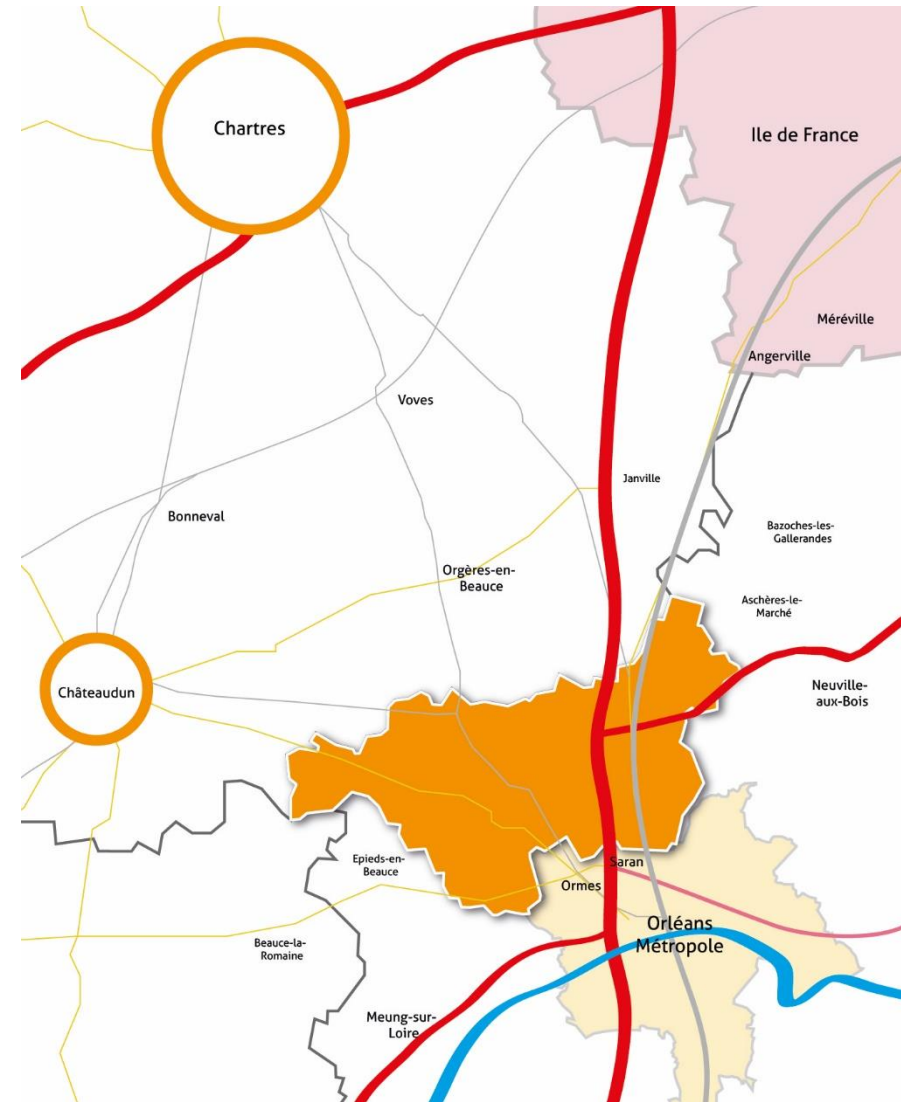 Chartres
Ile de France
Méréville
Angerville
Voves
Janville
Bonneval
Bazoches-les-
Gallerandes
Orgères-en-
Beauce
Aschères-le-
Marché
Châteaudun
Neuville-
aux-Bois
Epieds-en-
Beauce
Saran
Ormes
Orléans
Métropole
Beauce-la-
Romaine
Meung-sur-
Loire